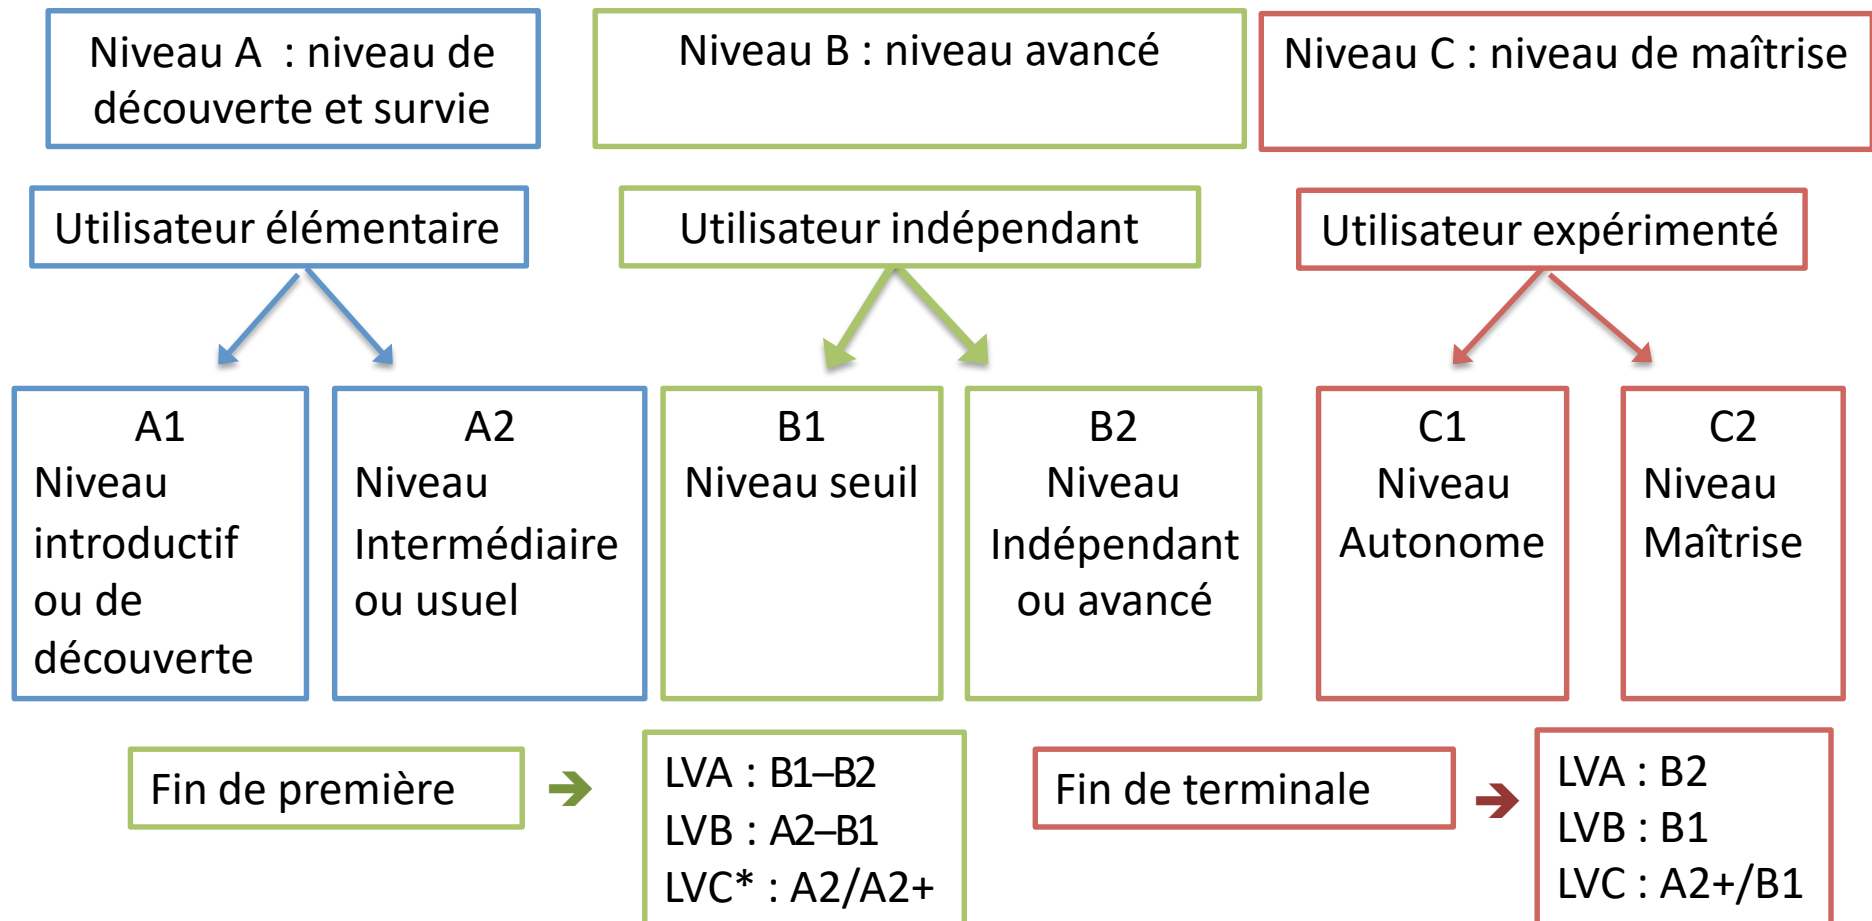 Niveau A : niveau de
découverte et survie
Niveau B : niveau avancé
Niveau C : niveau de maîtrise
Utilisateur élémentaire
Utilisateur indépendant
Utilisateur expérimenté
A1
Niveau
introductif
ou de
découverte
A2
Niveau
Intermédiaire
ou usuel
B1
Niveau seuil
B2
Niveau
Indépendant
ou avancé
C1
Niveau
Autonome
C2
Niveau
Maîtrise
Fin de première
LVA : B1–B2
LVB : A2–B1
LVC* : A2/A2+
Fin de terminale
LVA : B2
LVB : B1
LVC : A2+/B1